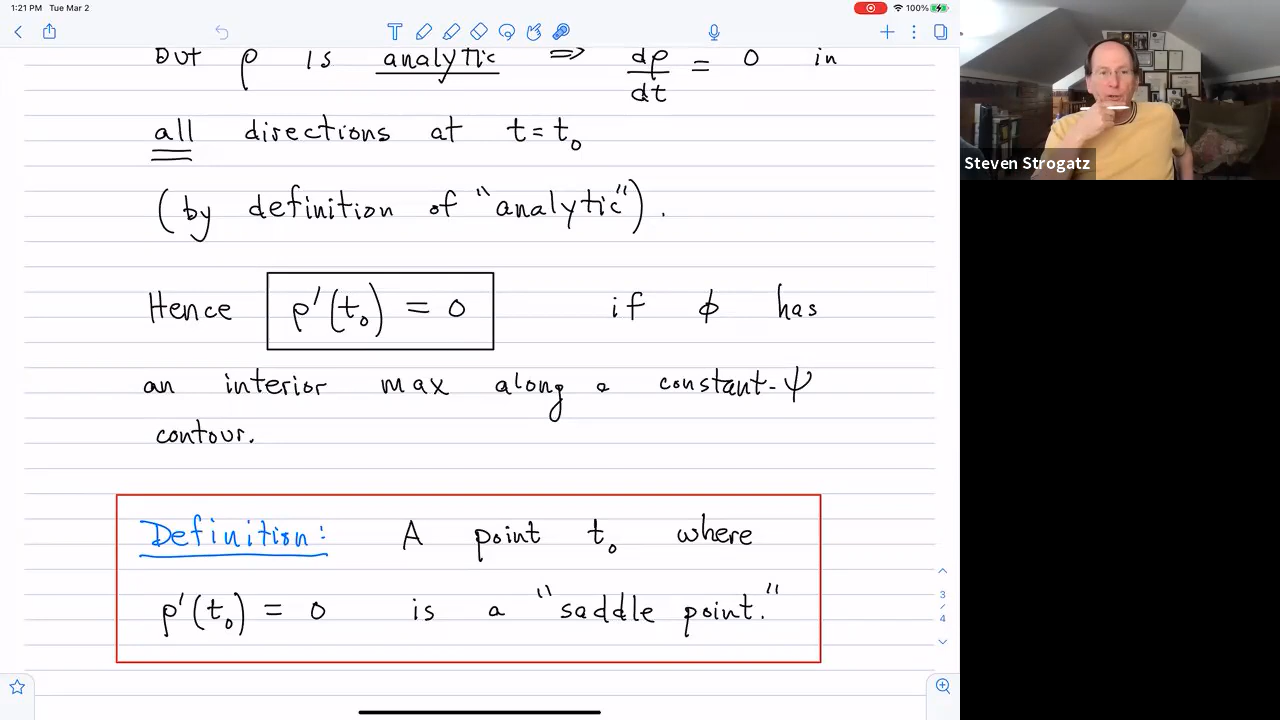 1:21 PM Tue Mar 2
100%
But ρ is analytic ⇒ dρ/dt = 0 in
all directions at t = t₀
(by definition of "analytic").
Hence ρ'(t₀) = 0 if φ has
an interior max along a constant-ψ
contour.
Definition: A point t₀ where
ρ'(t₀) = 0 is a "saddle point."
3
/
4
Steven Strogatz